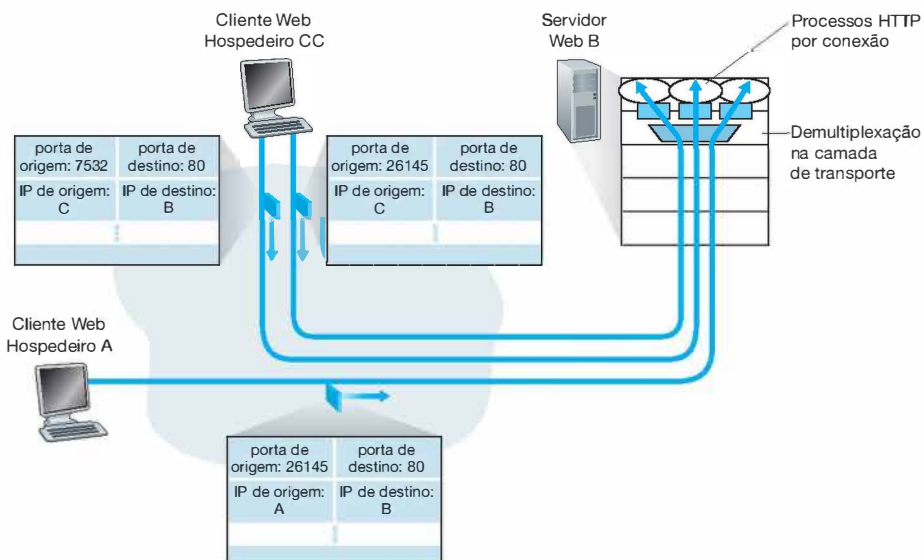 Cliente Web
Hospedeiro CC
Servidor
Web B
Processos HTTP
por conexão
Demultiplexação
na camada
de transporte
porta de
origem: 7532
porta de
destino: 80
IP de origem:
C
IP de destino:
B
porta de
origem: 26145
porta de
destino: 80
IP de origem:
C
IP de destino:
B
Cliente Web
Hospedeiro A
porta de
origem: 26145
porta de
destino: 80
IP de origem:
A
IP de destino:
B